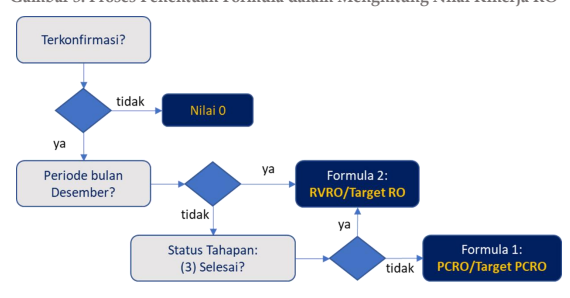 Gambar 3. Proses Penentuan Formula dalam Menghitung Nilai Kinerja RO
Terkonfirmasi?
tidak
Nilai 0
ya
Periode bulan
Desember?
ya
Formula 2:
RVRO/Target RO
tidak
ya
Status Tahapan:
(3) Selesai?
tidak
Formula 1:
PCRO/Target PCRO